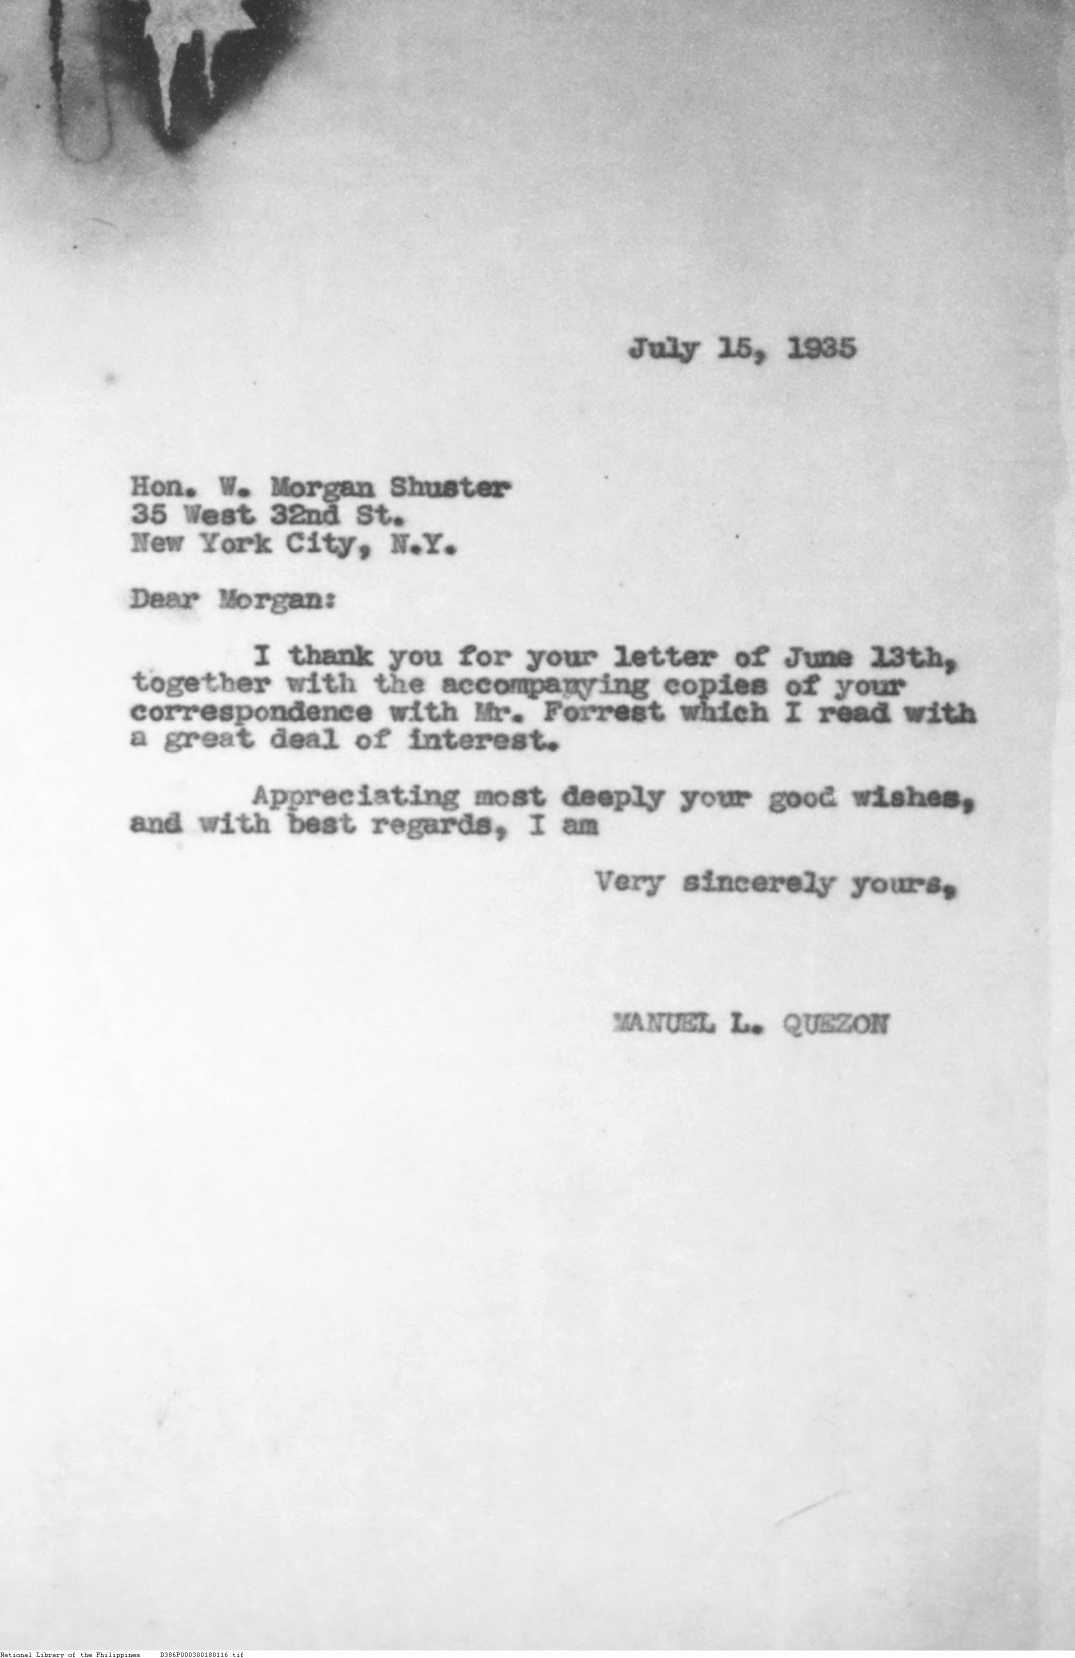 July 15, 1935
Hon. W. Morgan Shuster
35 West 32nd St.
New York City, N.Y.
Dear Morgan:
I thank you for your letter of June 13th,
together with the accompanying copies of your
correspondence with Mr. Forrest which I read with
a great deal of interest.
Appreciating most deeply your good wishes,
and with best regards, I am
Very sincerely yours,
MANUEL L. QUEZON
National Library of the Philippines D386P000300180116.tif